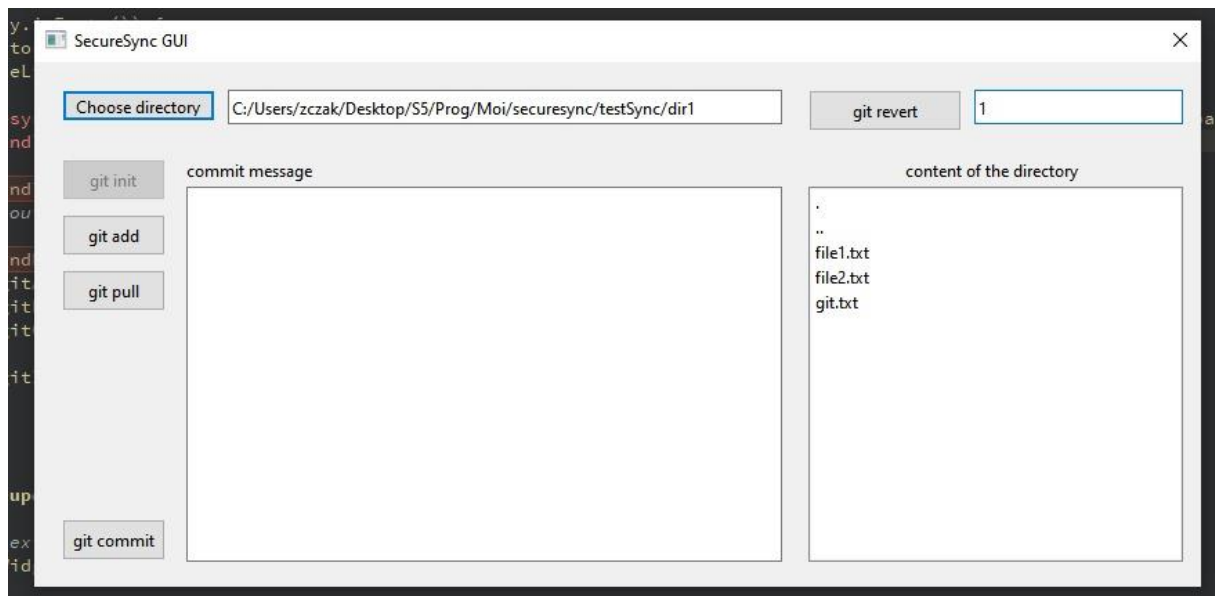 SecureSync GUI
Choose directory
C:/Users/zczak/Desktop/S5/Prog/Moi/securesync/testSync/dir1
git revert
1
git init
commit message
content of the directory
git add
git pull
git commit
.
..
file1.txt
file2.txt
git.txt